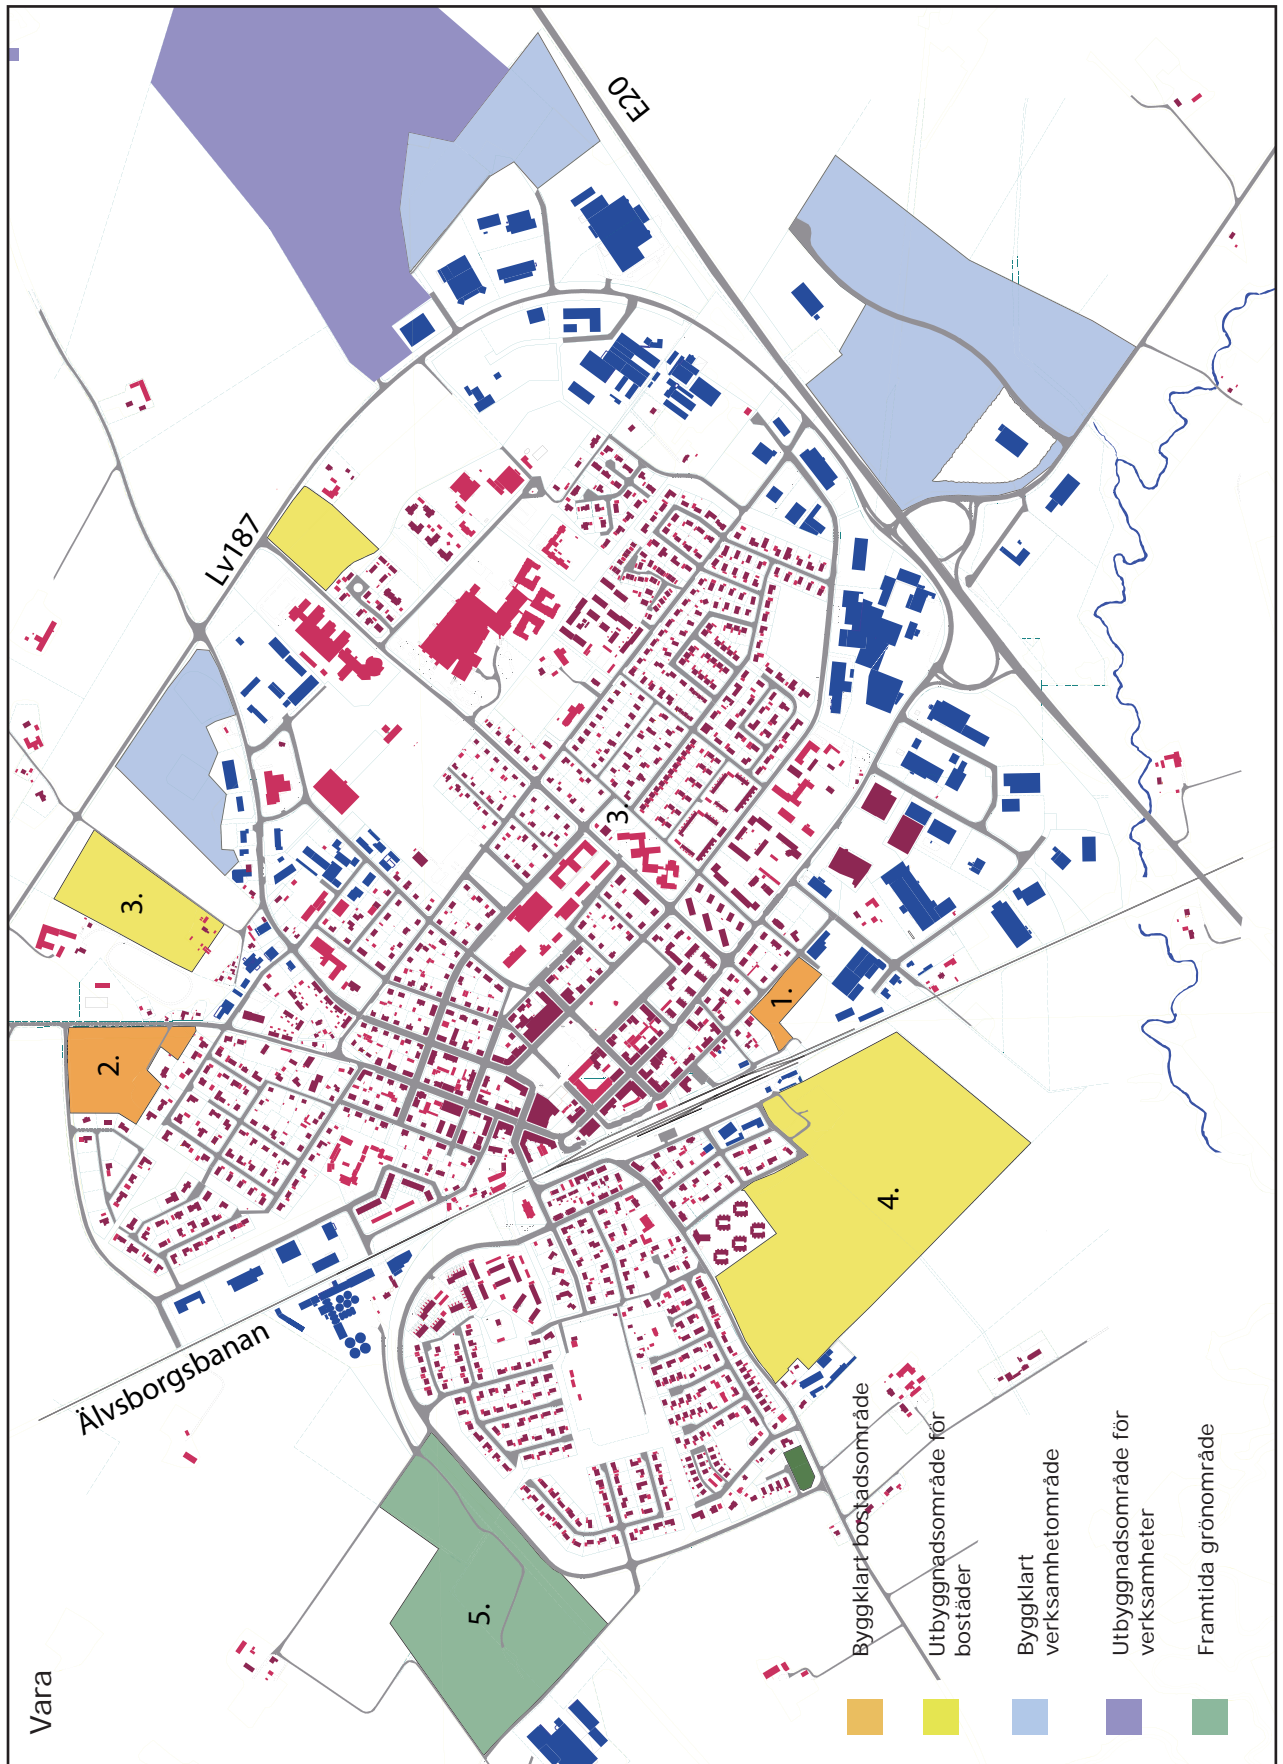 Vara
Älvsborgsbanan
Lv187
E20
1.
2.
3.
3.
4.
5.
Byggklart bostadsområde
Utbyggnadsområde för
bostäder
Byggklart
verksamhetområde
Utbyggnadsområde för
verksamheter
Framtida grönområde